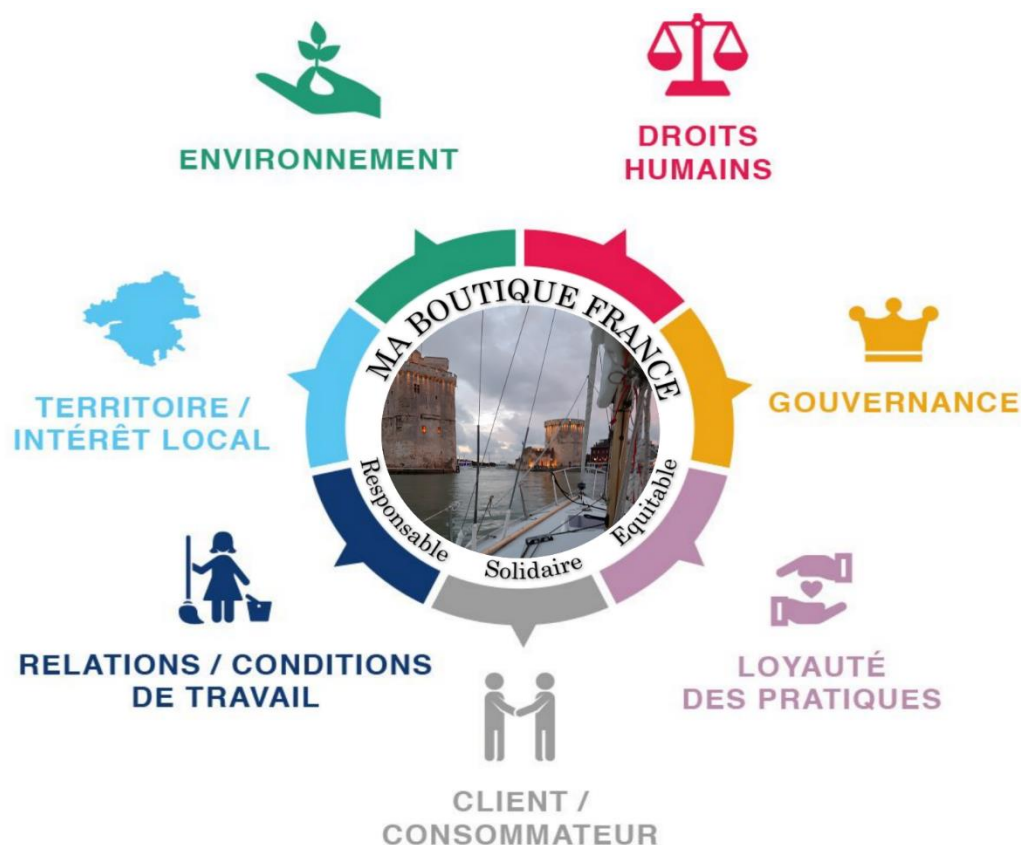 ENVIRONNEMENT
DROITS
HUMAINS
TERRITOIRE /
INTÉRÊT LOCAL
MA BOUTIQUE FRANCE
GOUVERNANCE
Responsable
Solidaire
Equitable
RELATIONS / CONDITIONS
DE TRAVAIL
LOYAUTÉ
DES PRATIQUES
CLIENT /
CONSOMMATEUR